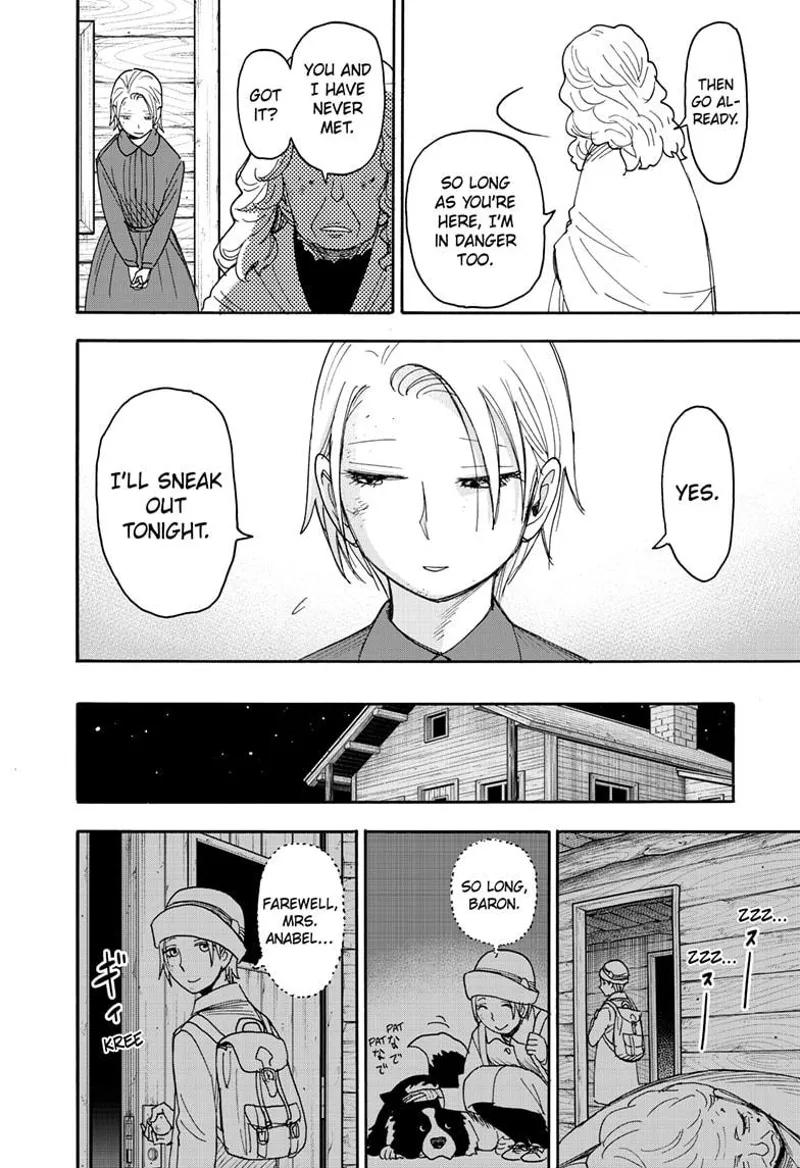 THEN
GO AL-
READY.
SO LONG
AS YOU'RE
HERE, I'M
IN DANGER
TOO.
YOU AND
I HAVE
NEVER
MET.
GOT
IT?
YES.
I'LL SNEAK
OUT
TONIGHT.
ZZZ...
ス
ZZZ...
ス
SO LONG,
BARON.
PAT
なで
PAT
なで
FAREWELL,
MRS.
ANABEL...
ギィ
KREE